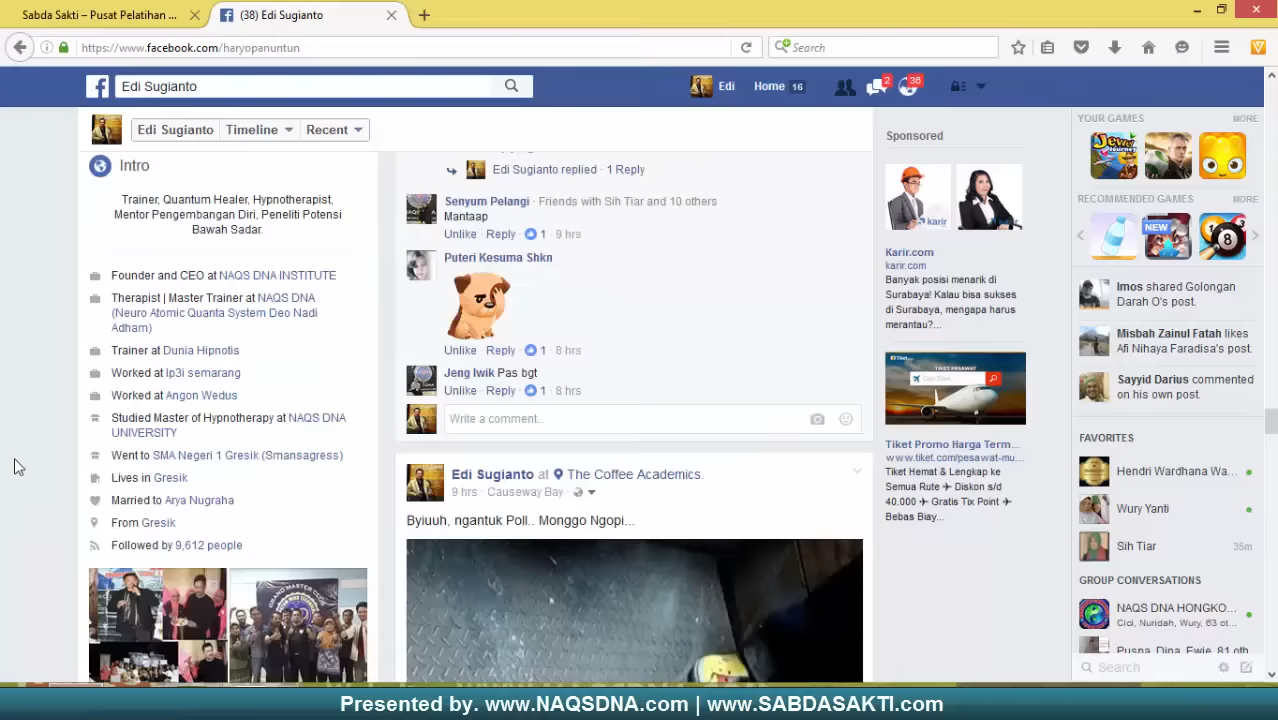 Sabda Sakti – Pusat Pelatihan ...
(38) Edi Sugianto
https://www.facebook.com/haryopanuntun
Search
Edi Sugianto
Edi
Home 16
2
36
Edi Sugianto
Timeline
Recent
Intro
Trainer, Quantum Healer, Hypnotherapist,
Mentor Pengembangan Diri, Peneliti Potensi
Bawah Sadar.
Founder and CEO at NAQS DNA INSTITUTE
Therapist | Master Trainer at NAQS DNA
(Neuro Atomic Quanta System Deo Nadi
Adham)
Trainer at Dunia Hipnotis
Worked at lp3i semarang
Worked at Angon Wedus
Studied Master of Hypnotherapy at NAQS DNA
UNIVERSITY
Went to SMA Negeri 1 Gresik (Smansagress)
Lives in Gresik
Married to Arya Nugraha
From Gresik
Followed by 9,612 people
Edi Sugianto replied · 1 Reply
Senyum Pelangi · Friends with Sih Tiar and 10 others
Mantaap
Unlike · Reply · 1 · 9 hrs
Puteri Kesuma Shkn
Unlike · Reply · 1 · 8 hrs
Jeng Iwik Pas bgt
Unlike · Reply · 1 · 8 hrs
Write a comment...
Edi Sugianto at The Coffee Academics.
9 hrs · Causeway Bay ·
Byiuuh, ngantuk Poll.. Monggo Ngopi...
Sponsored
karir
karir
Karir.com
karir.com
Banyak posisi menarik di
Surabaya! Kalau bisa sukses
di Surabaya, mengapa harus
merantau?...
Tiket Promo Harga Term...
www.tiket.com/pesawat-mu...
Tiket Hemat & Lengkap ke
Semua Rute ✈ Diskon s/d
40.000 ✈ Gratis Tix Point ✈
Bebas Biay...
YOUR GAMES
MORE
RECOMMENDED GAMES
MORE
NEW
8
Imos shared Golongan
Darah O's post.
Misbah Zainul Fatah likes
Afi Nihaya Faradisa's post.
Sayyid Darius commented
on his own post.
FAVORITES
Hendri Wardhana Wa...
Wury Yanti
Sih Tiar 35m
GROUP CONVERSATIONS
NAQS DNA HONGKO...
Cici, Nuridah, Wury, 63 ot...
Puspa, Dina, Ewie, 81 oth
Search
Presented by. www.NAQSDNA.com | www.SABDASAKTI.com